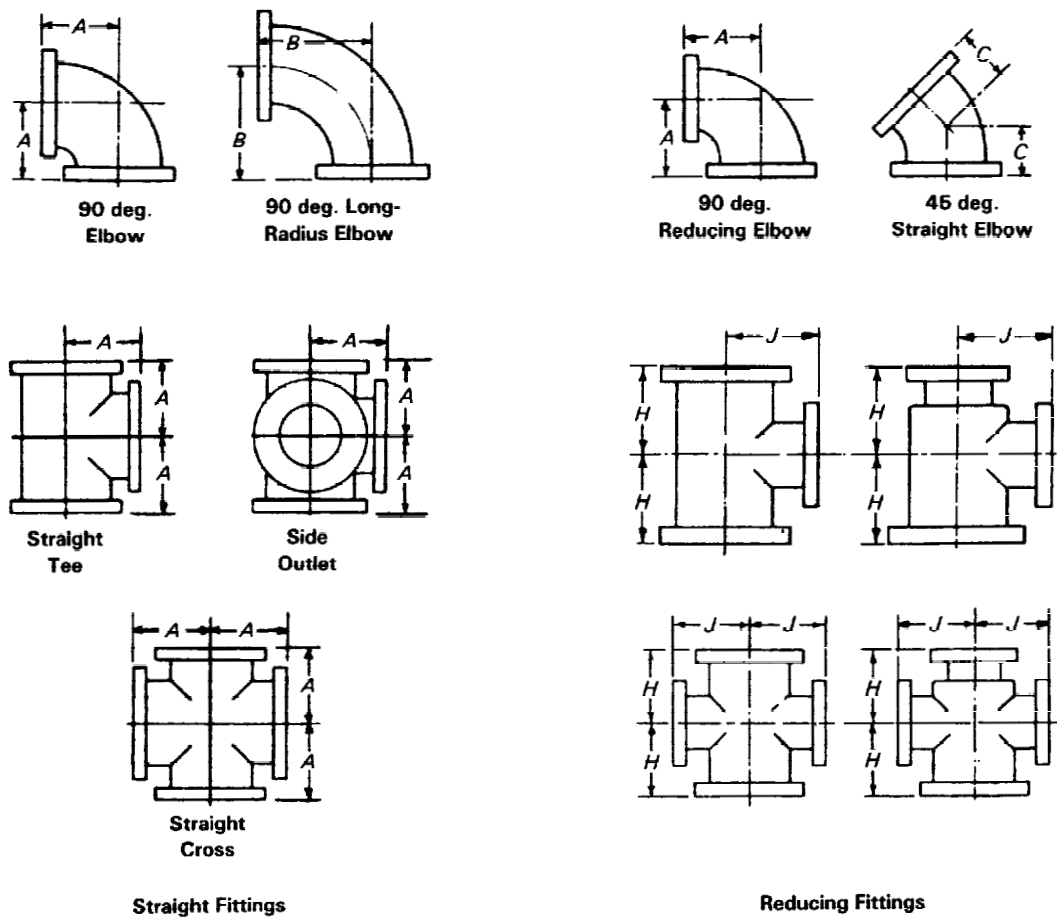 A
B
A
C
A
B
A
C
90 deg.
Elbow
90 deg. Long-
Radius Elbow
90 deg.
Reducing Elbow
45 deg.
Straight Elbow
A
A
J
J
A
A
H
H
A
A
H
H
Straight
Tee
Side
Outlet
A
A
J
J
J
J
A
H
H
A
H
H
Straight
Cross
Straight Fittings
Reducing Fittings